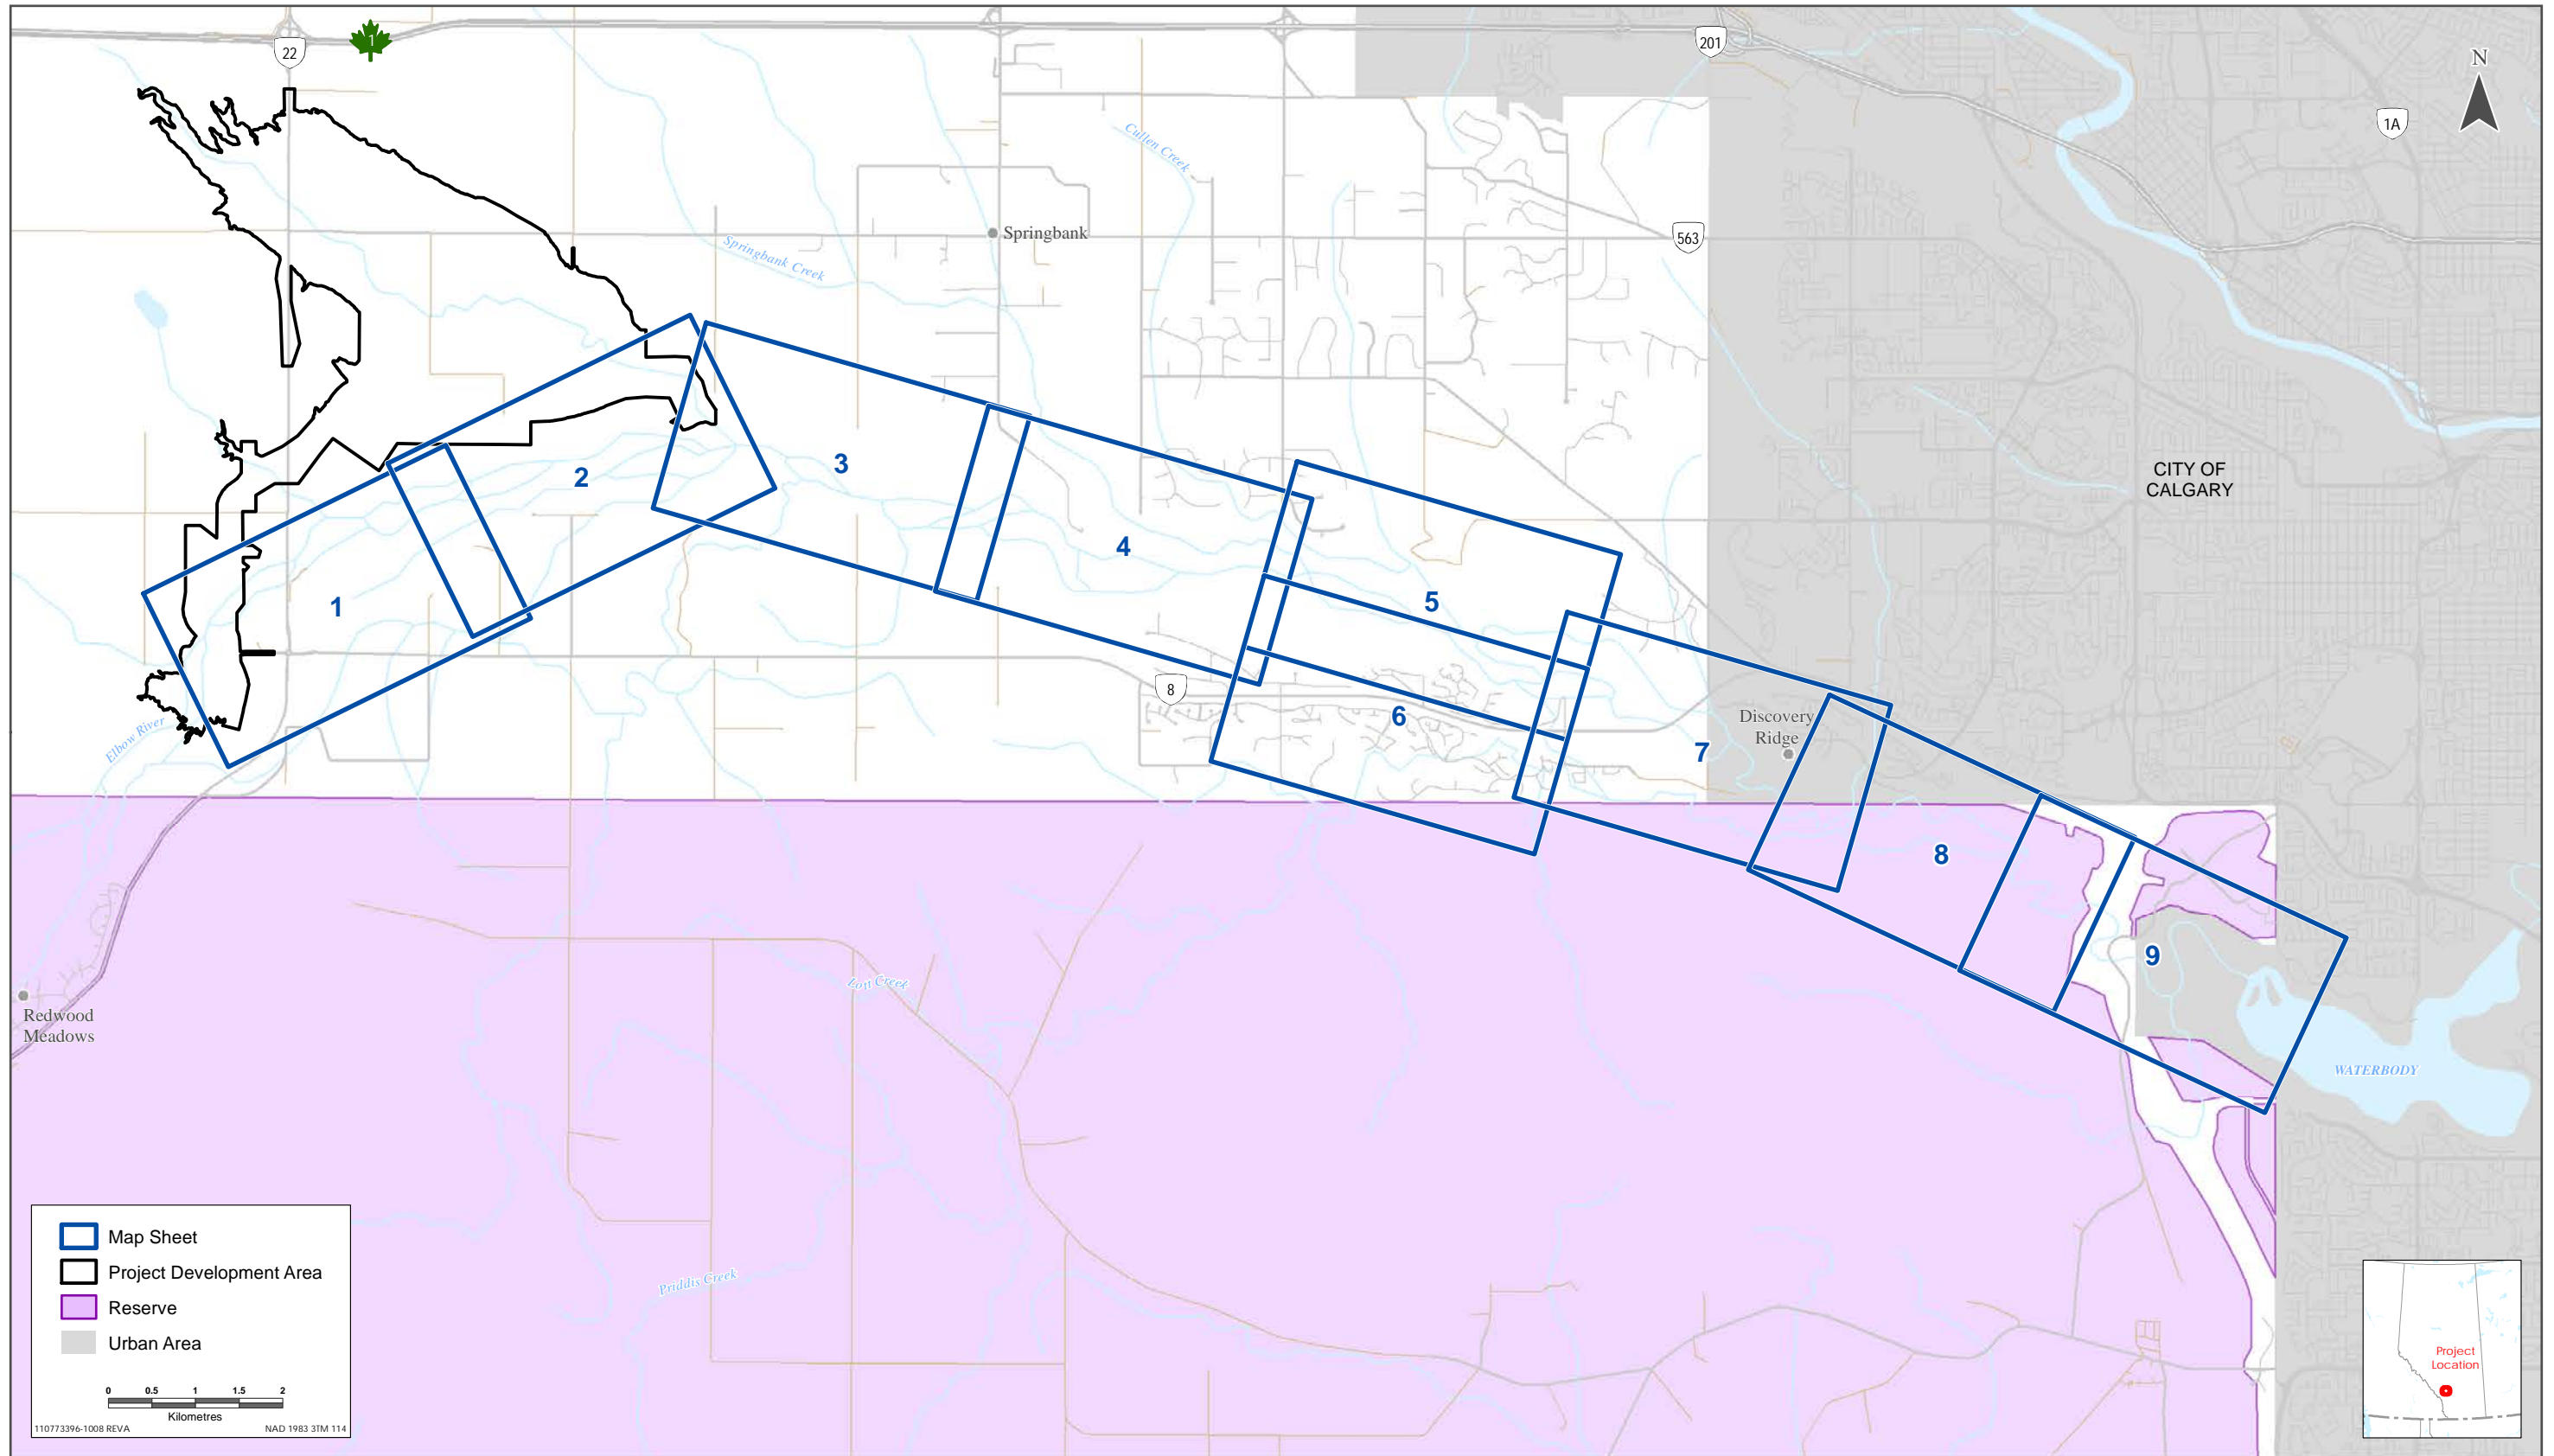 1
22
201
N
1A
Cullen Creek
Springbank
563
Springbank Creek
CITY OF
CALGARY
3
2
4
5
1
8
6
Discovery
Ridge
7
Elbow River
8
9
Lott Creek
Redwood
Meadows
WATERBODY
Priddis Creek
Map Sheet
Project Development Area
Reserve
Urban Area
0 0.5 1 1.5 2
Kilometres
110773396-1008 REVA NAD 1983 3TM 114
Project
Location